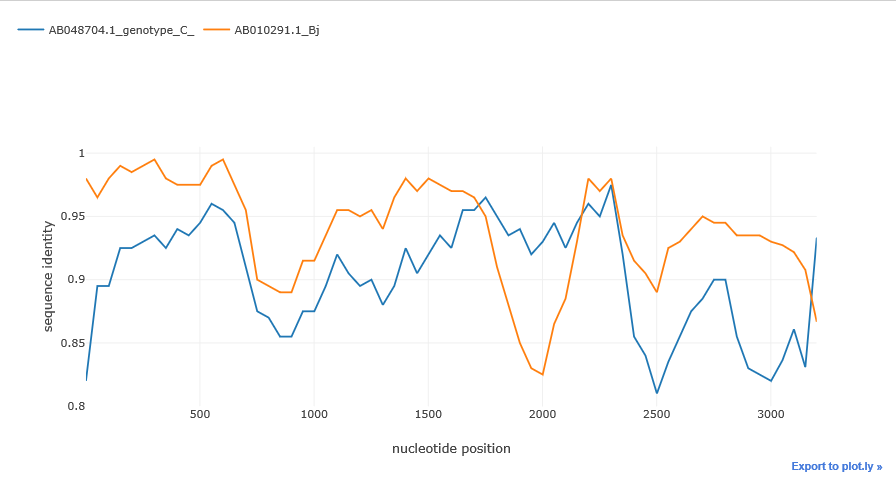 AB048704.1_genotype_C_ AB010291.1_Bj
1
0.95
0.9
0.85
0.8
sequence identity
500 1000 1500 2000 2500 3000
nucleotide position
Export to plot.ly »